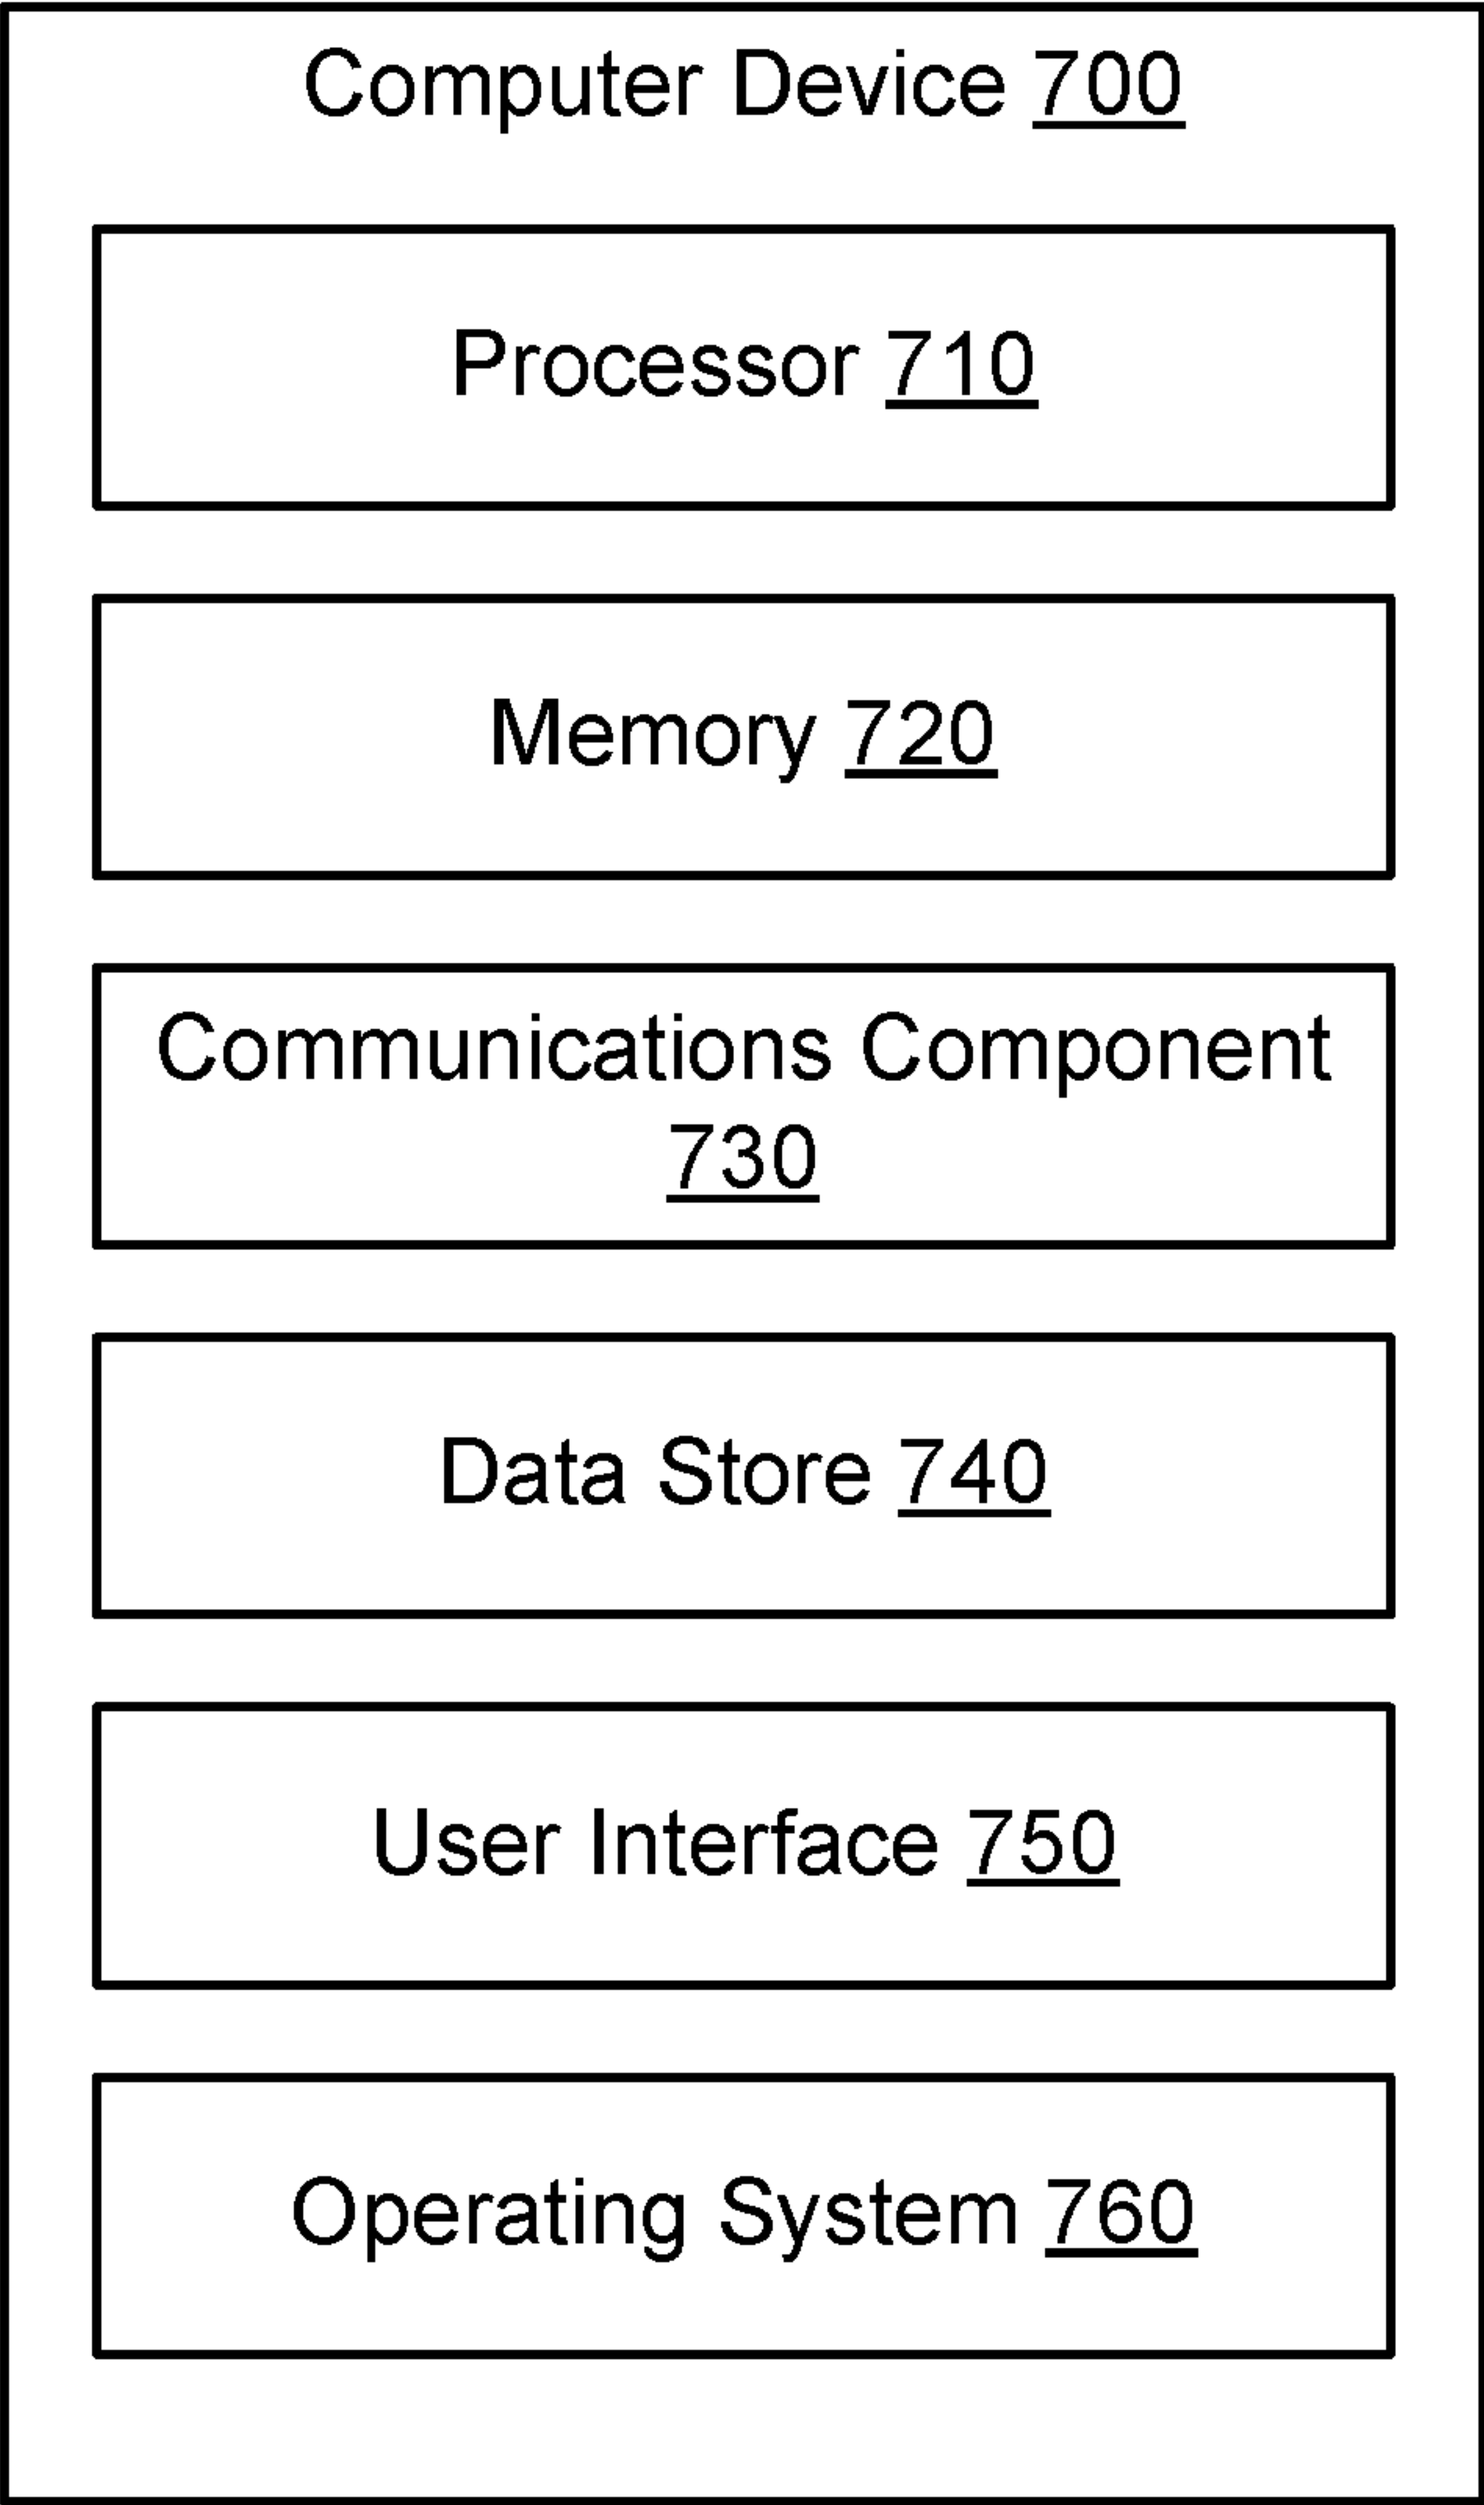 Computer Device 700
Processor 710
Memory 720
Communications Component
730
Data Store 740
User Interface 750
Operating System 760